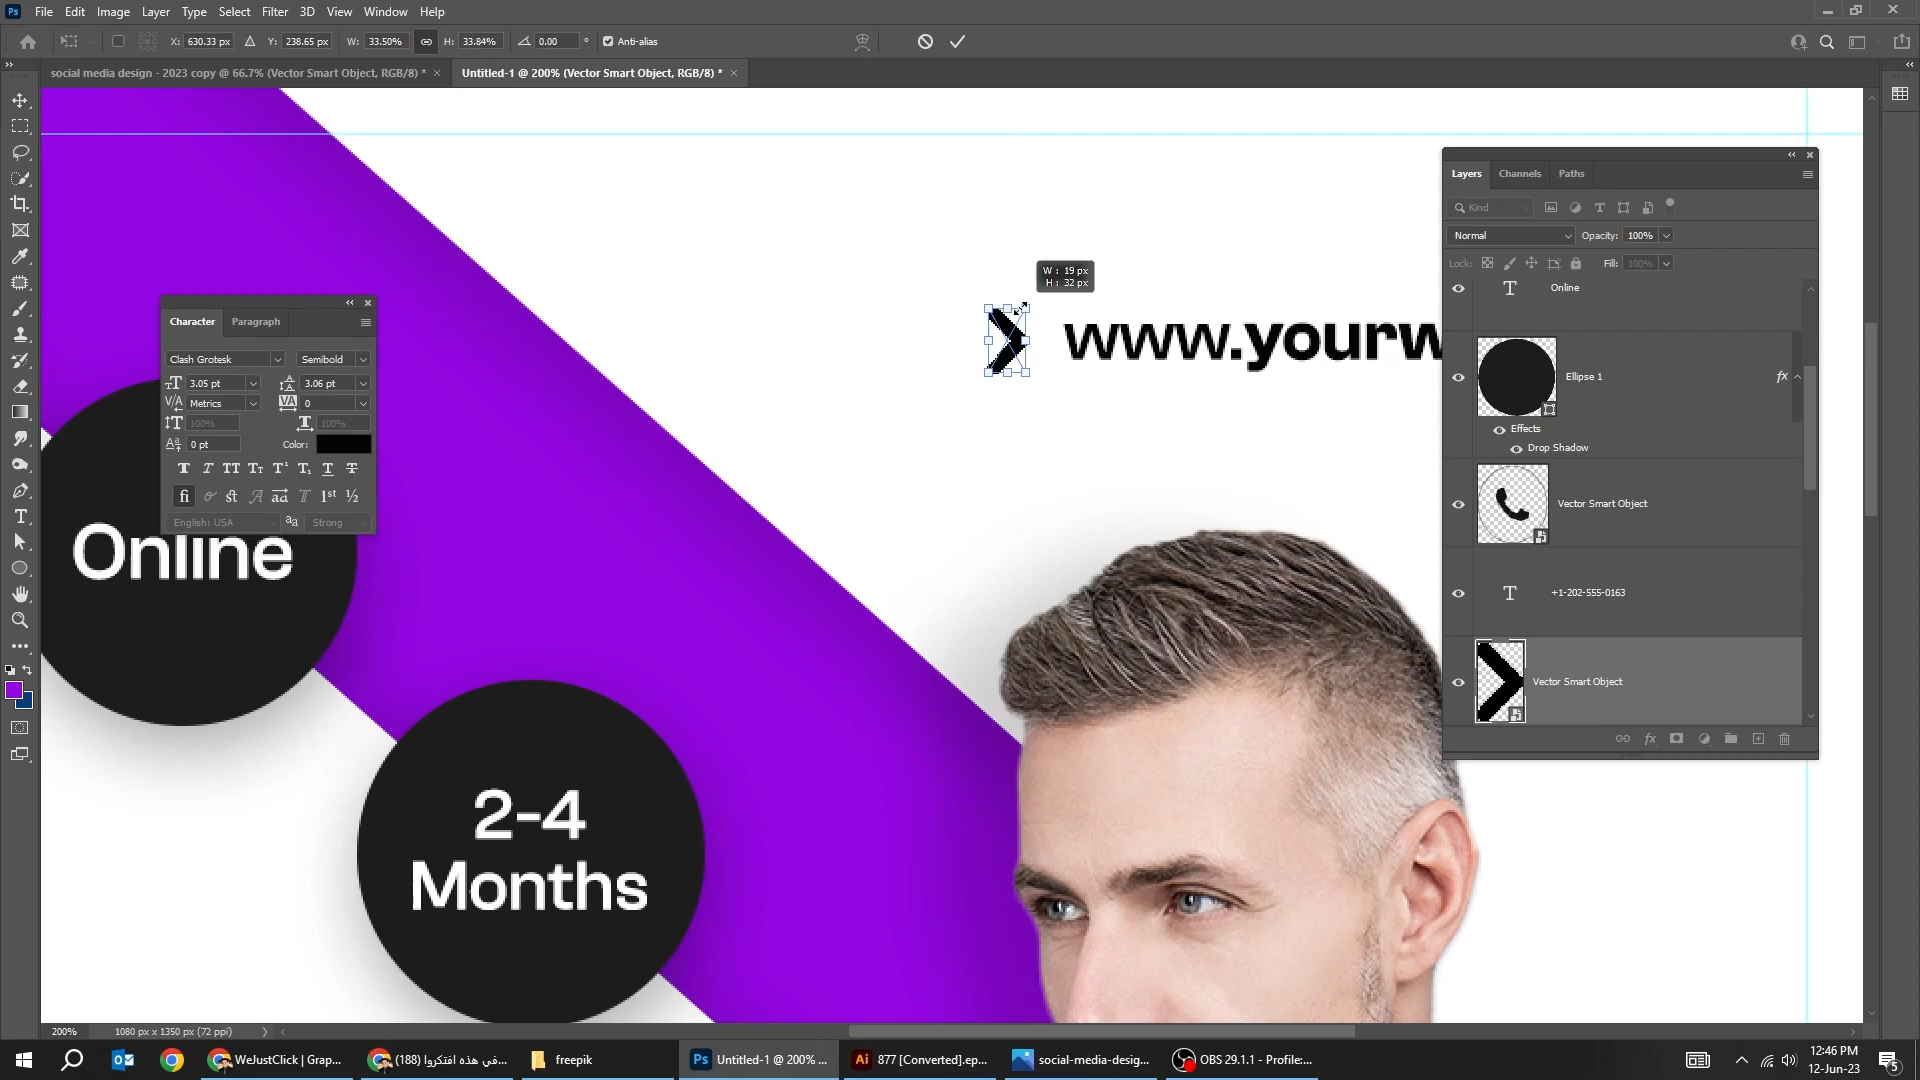 Ps File Edit Image Layer Type Select Filter 3D View Window Help
X: 630.33 px Y: 238.65 px W: 33.50% H: 33.84% 0.00 ° Anti-alias
social media design - 2023 copy @ 66.7% (Vector Smart Object, RGB/8) * × Untitled-1 @ 200% (Vector Smart Object, RGB/8) * ×
Layers Channels Paths
Kind
Normal Opacity: 100%
Lock: Fill: 100%
Online
Ellipse 1 fx
Effects
Drop Shadow
Vector Smart Object
+1-202-555-0163
Vector Smart Object
W : 19 px
H : 32 px
www.yourw
Character Paragraph
Clash Grotesk Semibold
3.05 pt 3.06 pt
Metrics 0
100% 100%
0 pt Color:
English: USA Strong
Online
2-4
Months
200% 1080 px x 1350 px (72 ppi)
WeJustClick | Grap... (188) في هذه افتكروا... freepik Untitled-1 @ 200% ... 877 [Converted].ep... social-media-desig... OBS 29.1.1 - Profile:...
12:46 PM
12-Jun-23
5